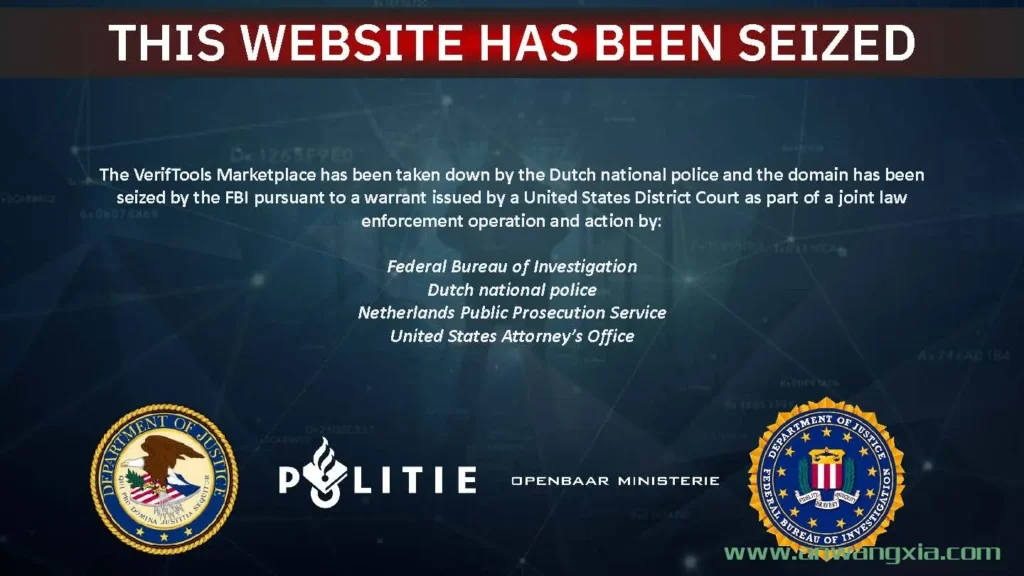 THIS WEBSITE HAS BEEN SEIZED
The VerifTools Marketplace has been taken down by the Dutch national police and the domain has been
seized by the FBI pursuant to a warrant issued by a United States District Court as part of a joint law
enforcement operation and action by:
Federal Bureau of Investigation
Dutch national police
Netherlands Public Prosecution Service
United States Attorney's Office
DEPARTMENT OF JUSTICE
QUI PRO DOMINA JUSTITIA SEQUITUR
POLITIE
OPENBAAR MINISTERIE
DEPARTMENT OF JUSTICE
FIDELITY BRAVERY INTEGRITY
FEDERAL BUREAU OF INVESTIGATION
www.anwangxia.com